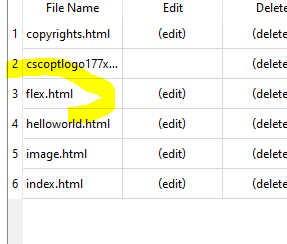 File Name Edit Delete
1 copyrights.html (edit) (delete
2 cscoptlogo177x... (delete
3 flex.html (edit) (delete
4 helloworld.html (edit) (delete
5 image.html (edit) (delete
6 index.html (edit) (delete